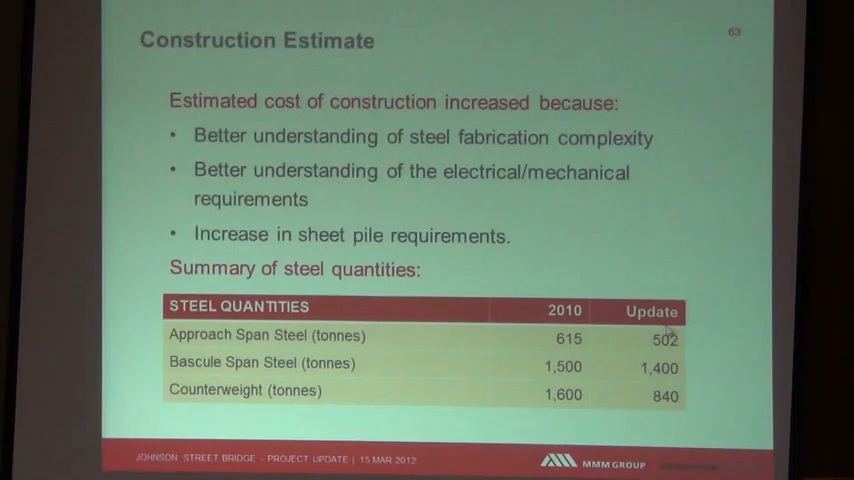 63
Construction Estimate
Estimated cost of construction increased because:
• Better understanding of steel fabrication complexity
• Better understanding of the electrical/mechanical
requirements
• Increase in sheet pile requirements.
Summary of steel quantities:
STEEL QUANTITIES 2010 Update
Approach Span Steel (tonnes) 615 502
Bascule Span Steel (tonnes) 1,500 1,400
Counterweight (tonnes) 1,600 840
JOHNSON STREET BRIDGE – PROJECT UPDATE | 15 MAR 2012
MMM GROUP